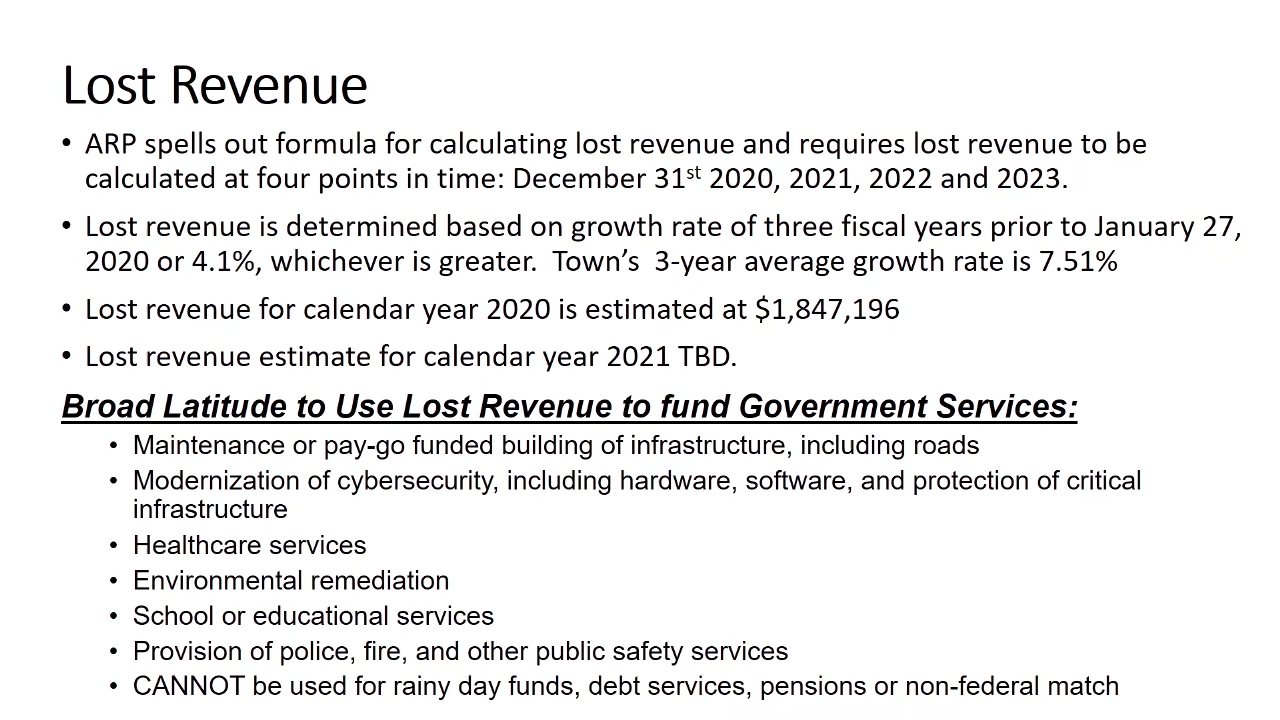 Lost Revenue
• ARP spells out formula for calculating lost revenue and requires lost revenue to be
calculated at four points in time: December 31st 2020, 2021, 2022 and 2023.
• Lost revenue is determined based on growth rate of three fiscal years prior to January 27,
2020 or 4.1%, whichever is greater.  Town’s  3-year average growth rate is 7.51%
• Lost revenue for calendar year 2020 is estimated at $1,847,196
• Lost revenue estimate for calendar year 2021 TBD.
Broad Latitude to Use Lost Revenue to fund Government Services:
• Maintenance or pay-go funded building of infrastructure, including roads
• Modernization of cybersecurity, including hardware, software, and protection of critical
infrastructure
• Healthcare services
• Environmental remediation
• School or educational services
• Provision of police, fire, and other public safety services
• CANNOT be used for rainy day funds, debt services, pensions or non-federal match